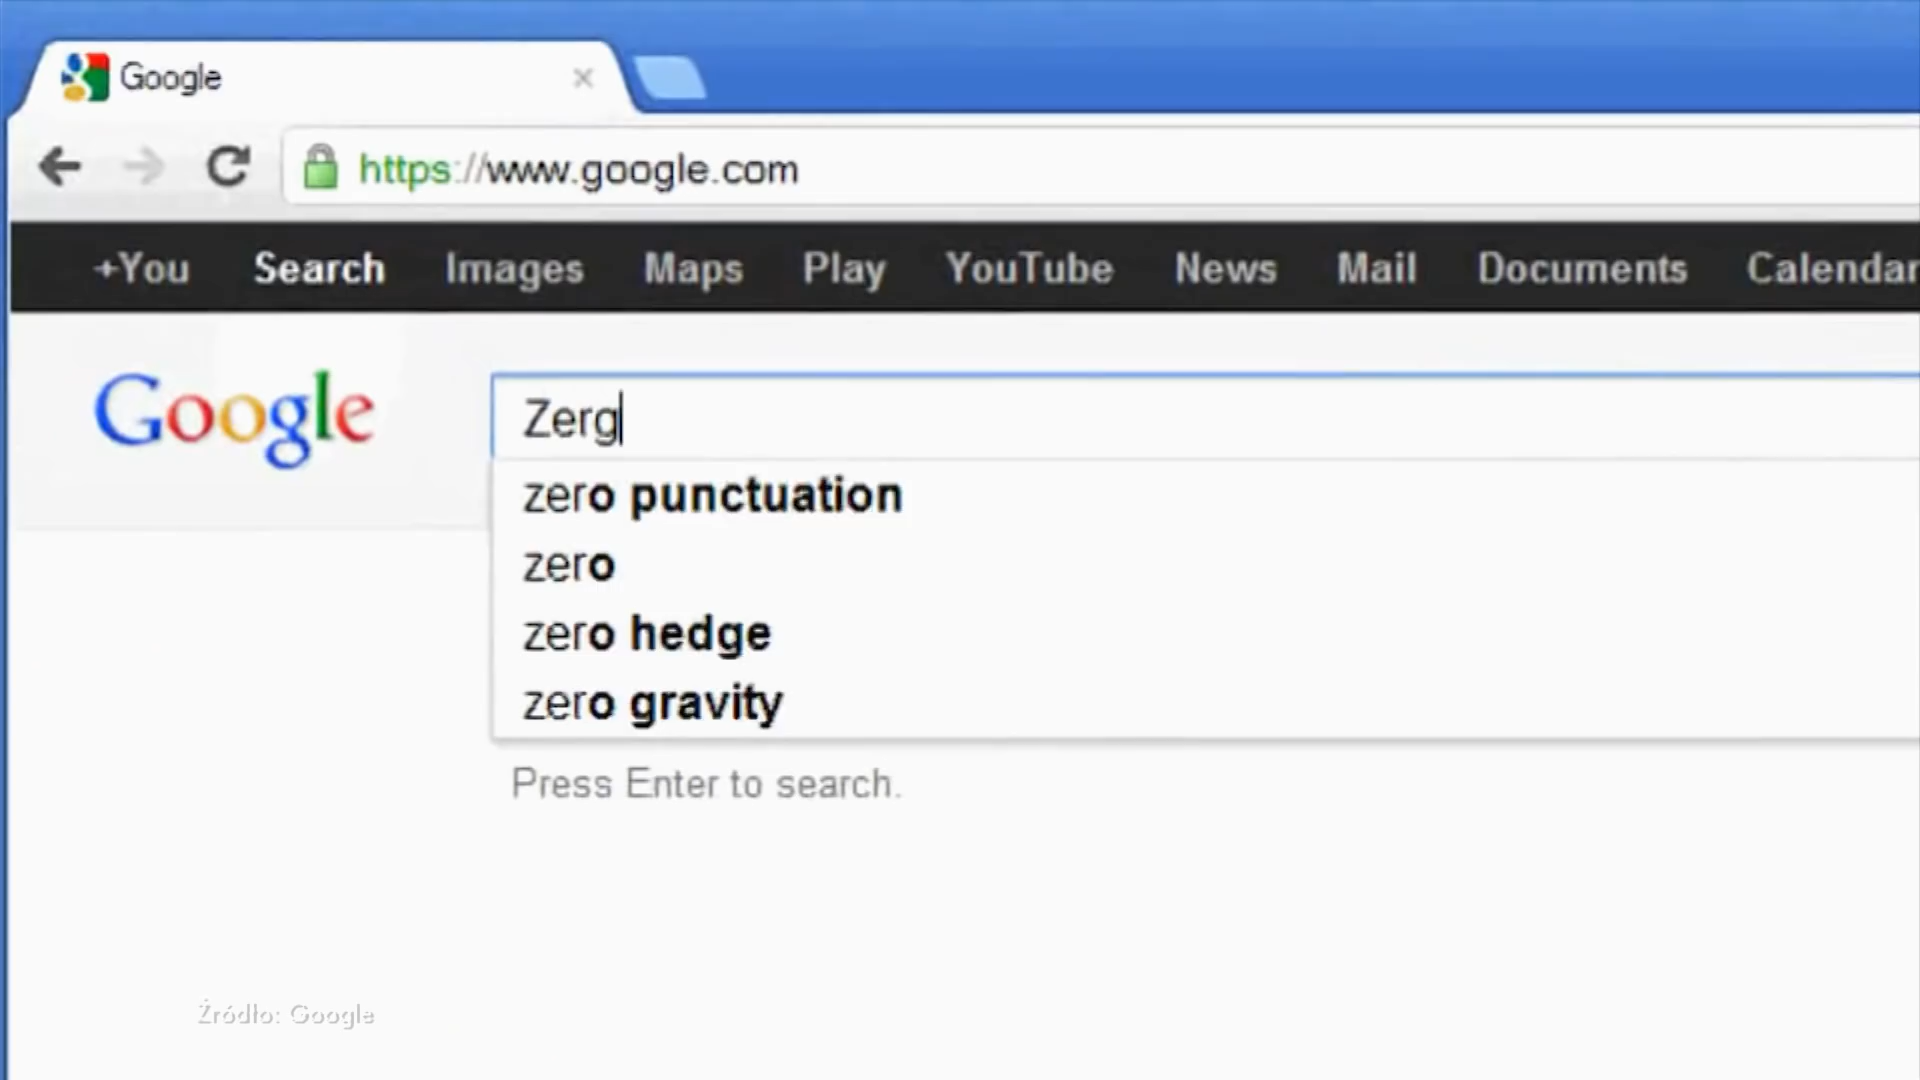 Google
https://www.google.com
+You Search Images Maps Play YouTube News Mail Documents Calendar
Google Zerg
zero punctuation
zero
zero hedge
zero gravity
Press Enter to search.
Źródło: Google